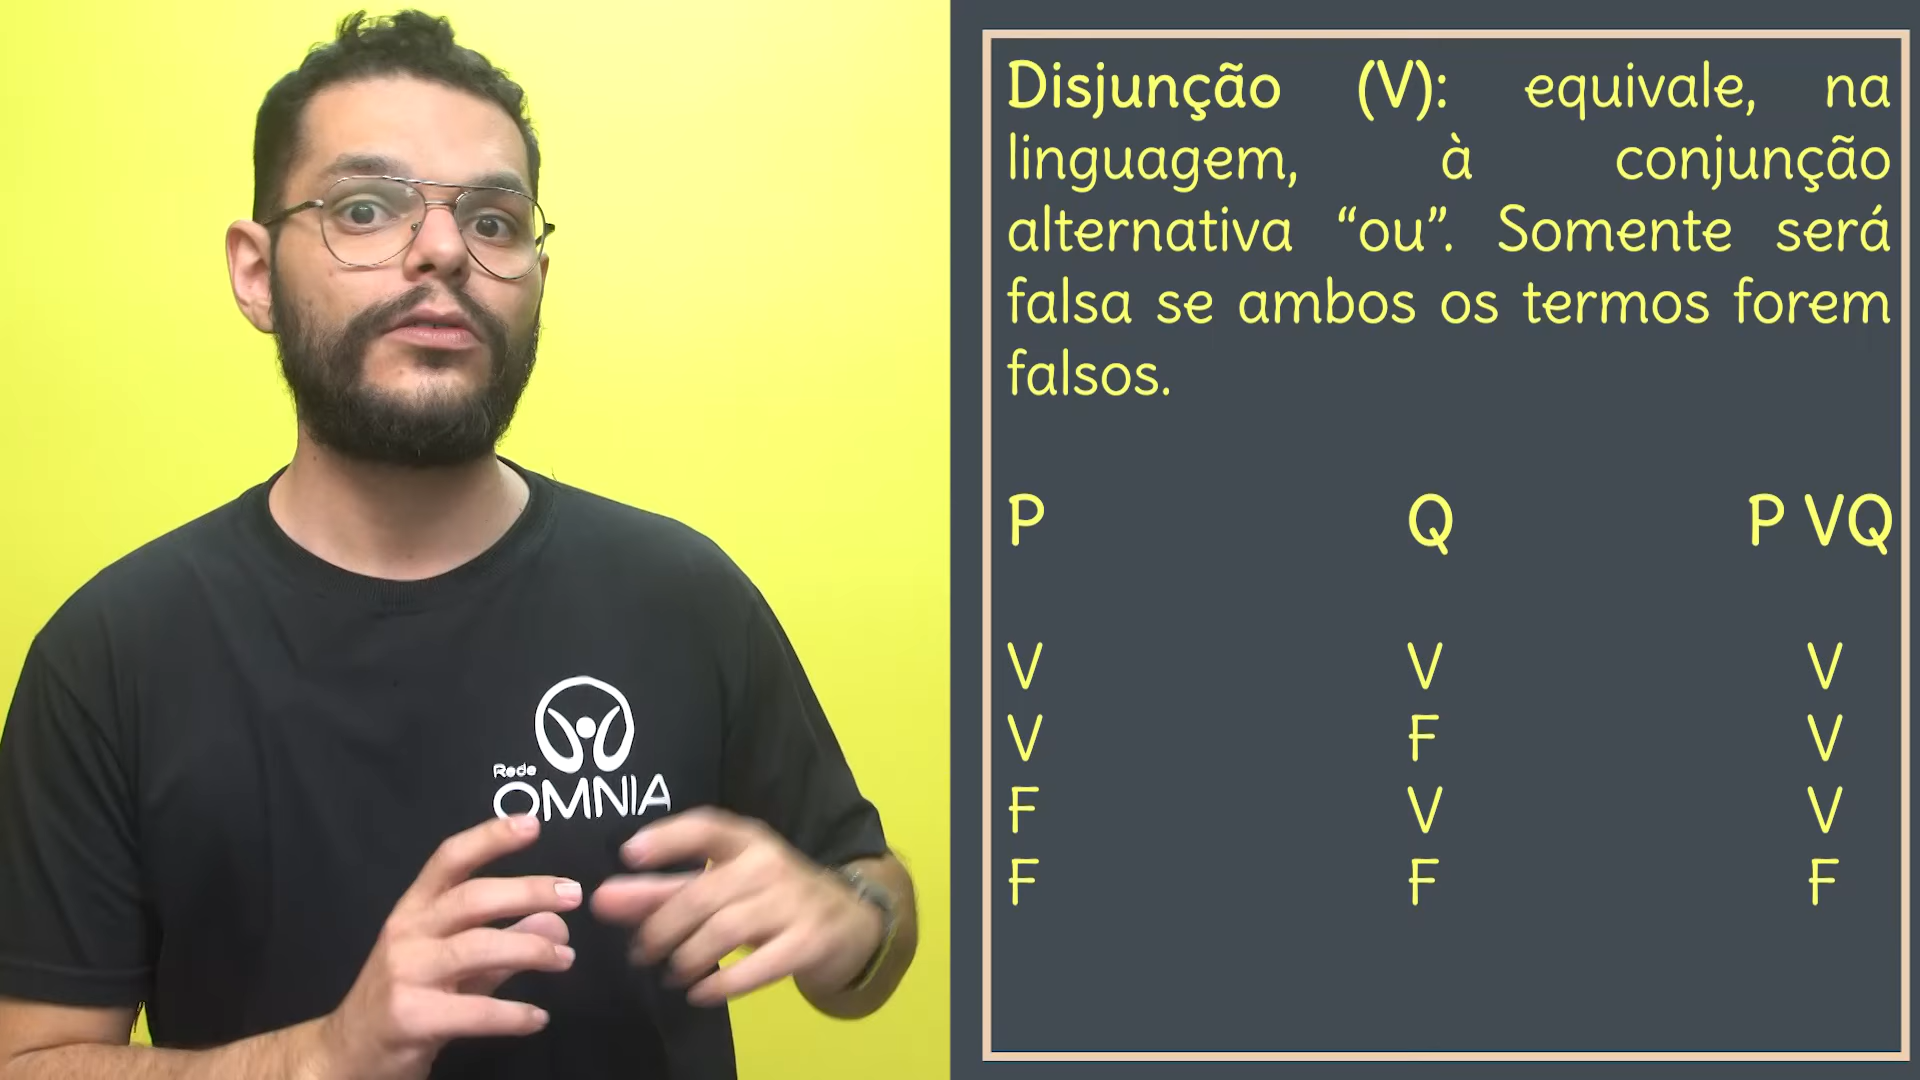 Rede
OMNIA
Disjunção (V): equivale, na
linguagem, à conjunção
alternativa “ou”. Somente será
falsa se ambos os termos forem
falsos.
P Q P VQ
V V V
V F V
F V V
F F F